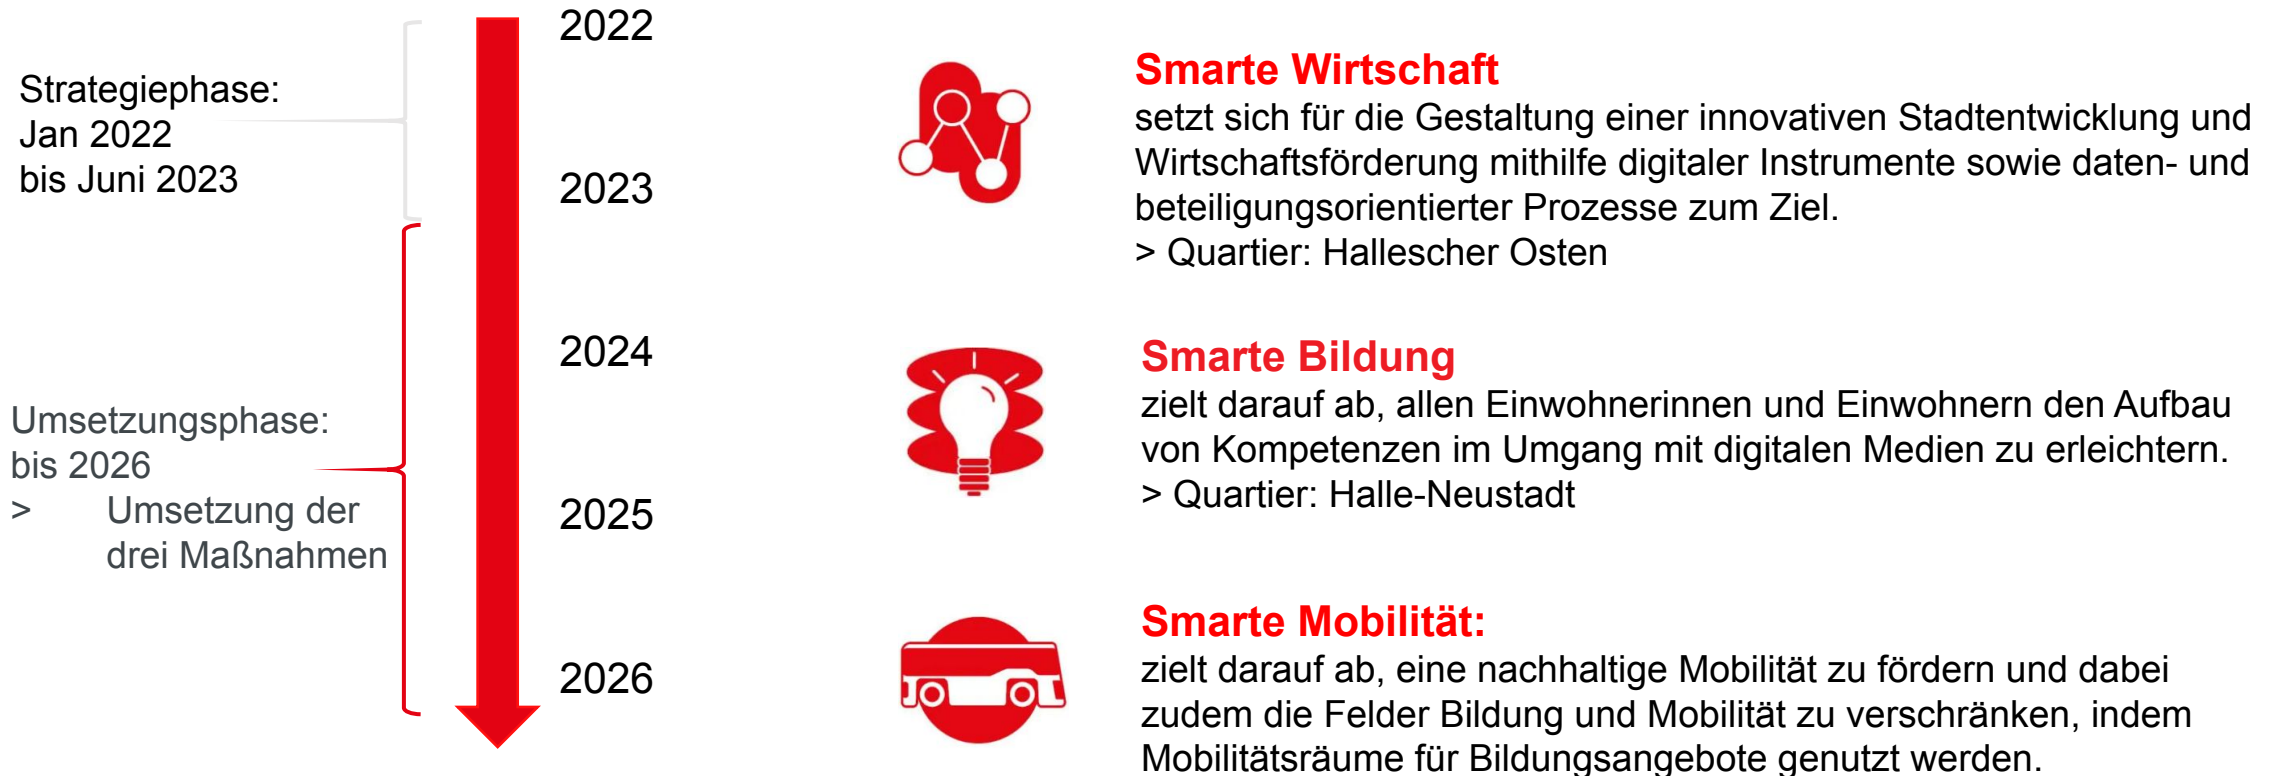 Strategiephase:
Jan 2022
bis Juni 2023
Umsetzungsphase:
bis 2026
> Umsetzung der
drei Maßnahmen
2022
2023
2024
2025
2026
Smarte Wirtschaft
setzt sich für die Gestaltung einer innovativen Stadtentwicklung und
Wirtschaftsförderung mithilfe digitaler Instrumente sowie daten- und
beteiligungsorientierter Prozesse zum Ziel.
> Quartier: Hallescher Osten
Smarte Bildung
zielt darauf ab, allen Einwohnerinnen und Einwohnern den Aufbau
von Kompetenzen im Umgang mit digitalen Medien zu erleichtern.
> Quartier: Halle-Neustadt
Smarte Mobilität:
zielt darauf ab, eine nachhaltige Mobilität zu fördern und dabei
zudem die Felder Bildung und Mobilität zu verschränken, indem
Mobilitätsräume für Bildungsangebote genutzt werden.